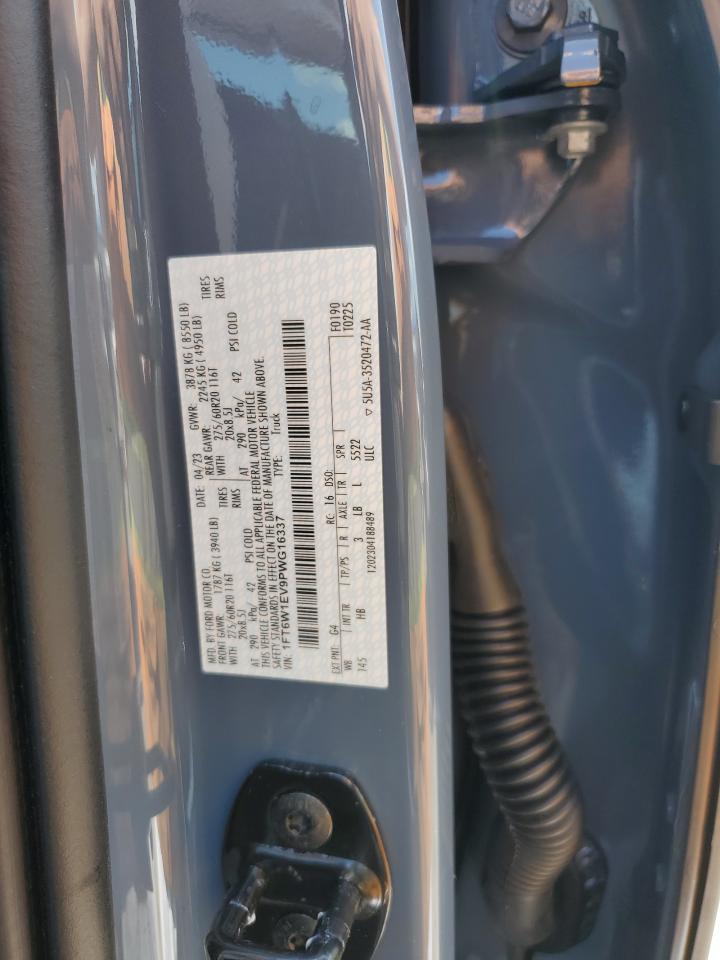 MFD. BY FORD MOTOR CO.
DATE: 04/23 GVWR: 3878 KG ( 8550 LB)
FRONT GAWR: 1787 KG ( 3940 LB) REAR GAWR: 2245 KG ( 4950 LB)
WITH 275/60R20 116T TIRES WITH 275/60R20 116T TIRES
20x8.5J RIMS 20x8.5J RIMS
AT 290 kPa/ 42 PSI COLD AT 290 kPa/ 42 PSI COLD
THIS VEHICLE CONFORMS TO ALL APPLICABLE FEDERAL MOTOR VEHICLE
SAFETY STANDARDS IN EFFECT ON THE DATE OF MANUFACTURE SHOWN ABOVE.
VIN: 1FT6W1EV9PWG16337 TYPE: Truck
EXT PNT: G4 RC: 16 DSO: F0190
WB INT TR TP/PS R AXLE TR SPR T0225
145 HB 3 LB L 5522
ULC
1202304188489 ▽ 5U5A-3520472-AA